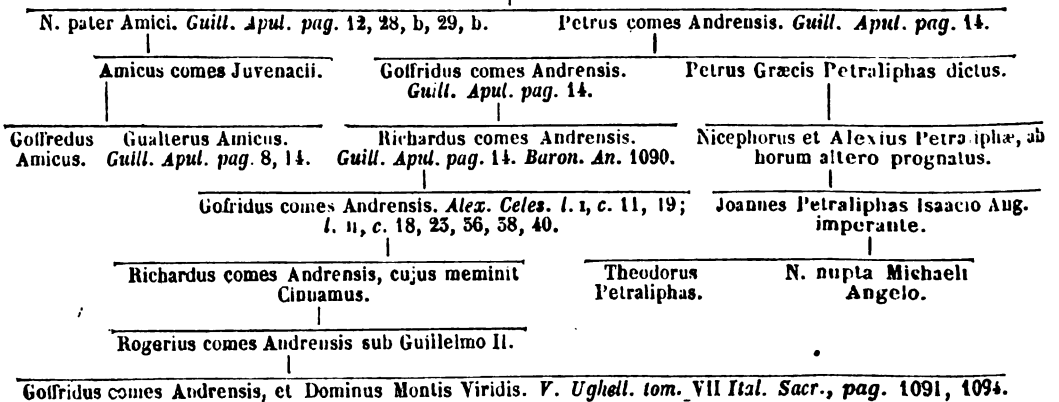 N. pater Amici. Guill. Apul. pag. 12, 28, b, 29, b. Petrus comes Andrensis. Guill. Apul. pag. 14.
Amicus comes Juvenacii. Goffridus comes Andrensis. Petrus Græcis Petraliphas dictus.
Guill. Apul. pag. 14.
Goffredus Gualterus Amicus. Richardus comes Andrensis. Nicephorus et Alexius Petraliphæ, ab
Amicus. Guill. Apul. pag. 8, 14. Guill. Apul. pag. 14. Baron. An. 1090. horum altero prognatus.
Gofridus comes Andrensis. Alex. Celes. l. I, c. 11, 19; Joannes Petraliphas Isaacio Aug.
l. II, c. 18, 23, 36, 38, 40. imperante.
Richardus comes Andrensis, cujus meminit Theodorus N. nupta Michaeli
Cinnamus. Petraliphas. Angelo.
Rogerius comes Andrensis sub Guillelmo II.
Goffridus comes Andrensis, et Dominus Montis Viridis. V. Ughell. tom. VII Ital. Sacr., pag. 1091, 1094.